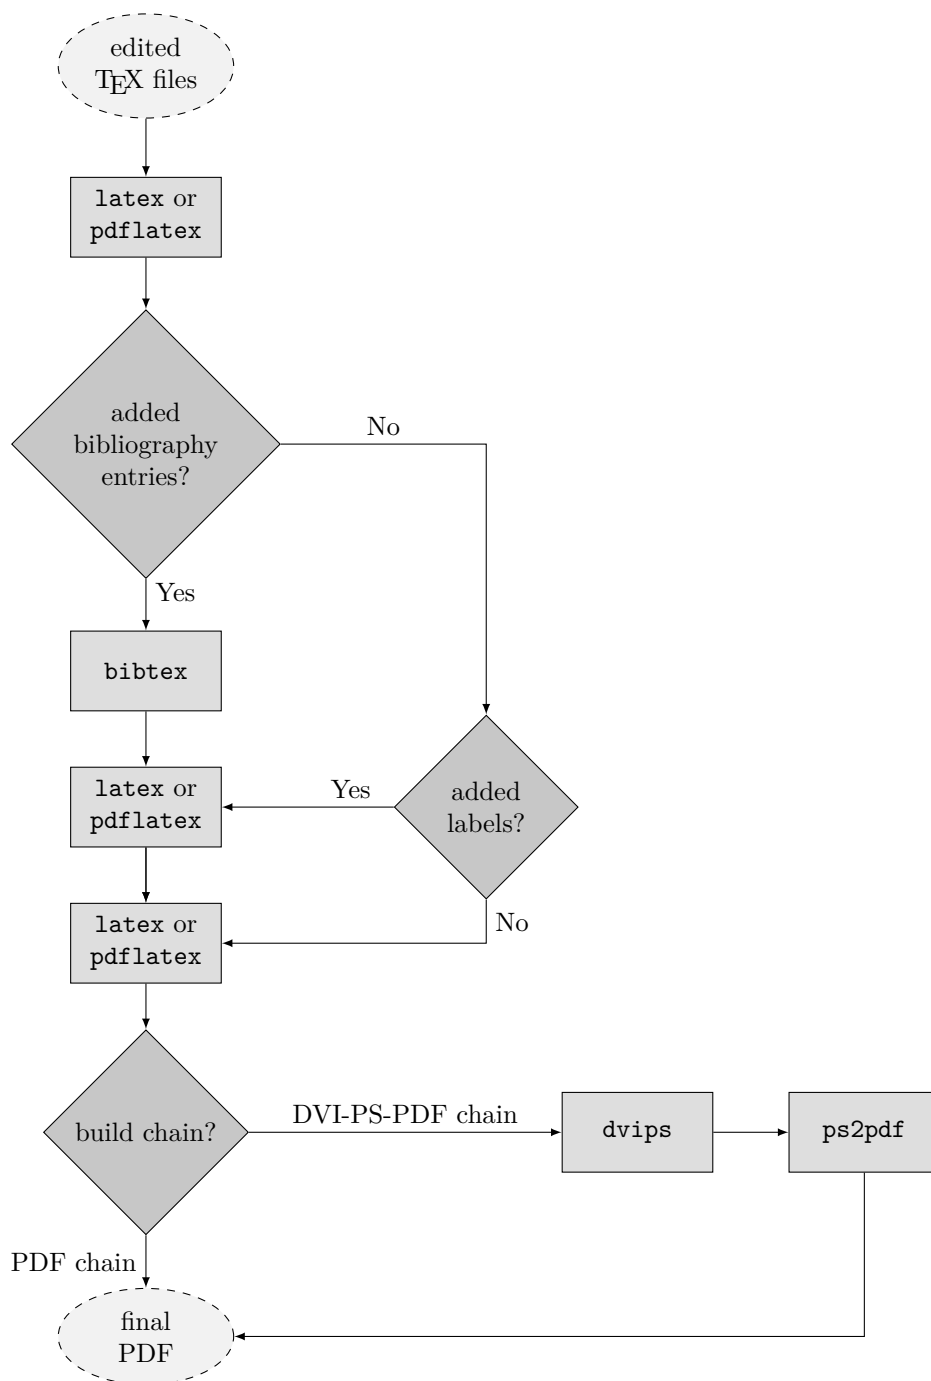 edited
TEX files
latex or
pdflatex
added
bibliography
entries?
No
Yes
bibtex
latex or
pdflatex
Yes
added
labels?
latex or
pdflatex
No
build chain?
DVI-PS-PDF chain
dvips
ps2pdf
PDF chain
final
PDF